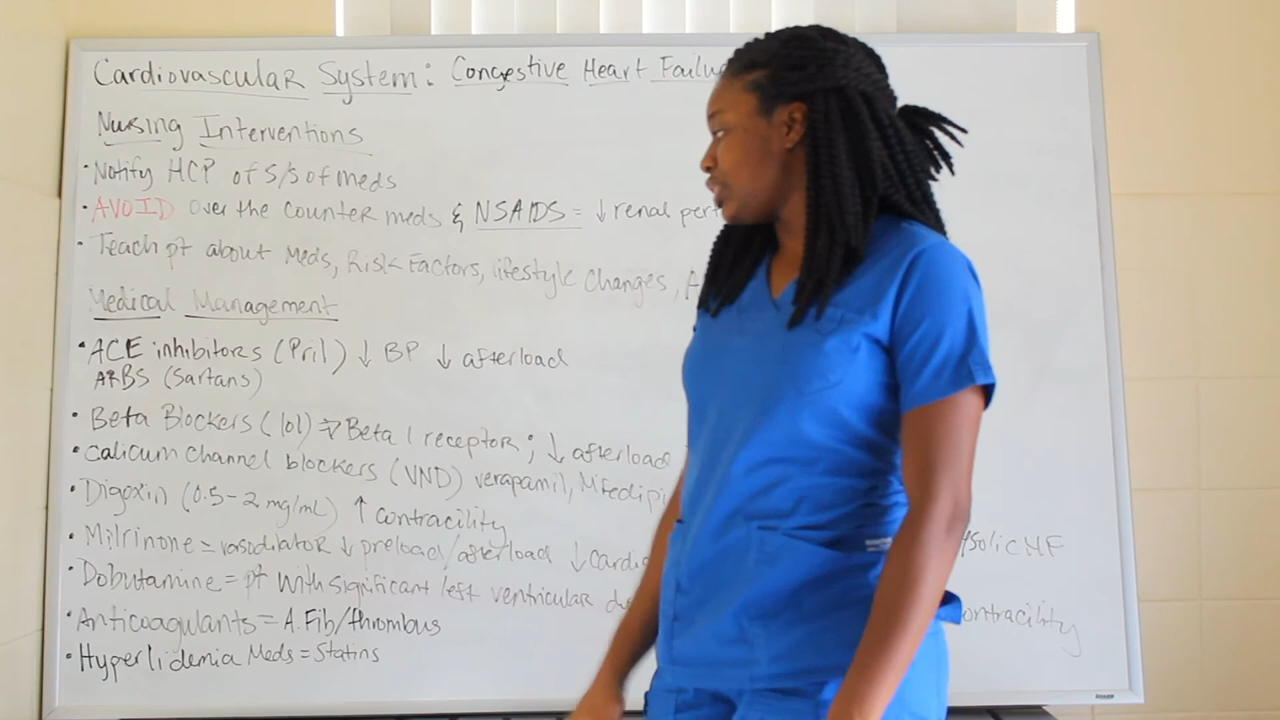 Cardiovascular System: Congestive Heart Failu
Nursing Interventions
• Notify HCP of S/S of meds
• AVOID over the counter meds & NSAIDS = ↓ renal per
• Teach pt about Meds, Risk Factors, lifestyle Changes, A
Medical Management
• ACE inhibitors (Pril) ↓ BP ↓ afterload
ARBS (Sartans)
• Beta Blockers (lol) Beta 1 receptor; ↓ afterload
• Calicum Channel blockers (VND) verapamil, Nifedipi
• Digoxin (0.5-2 mg/mL) ↑ contracility
• Milrinone = vasodilator ↓ preload/afterload ↓ cardi
HF
• Dobutamine = pt with significant left ventricular
ontracility
• Anticoagulants = A.Fib/thrombus
• Hyperlidemia Meds = Statins